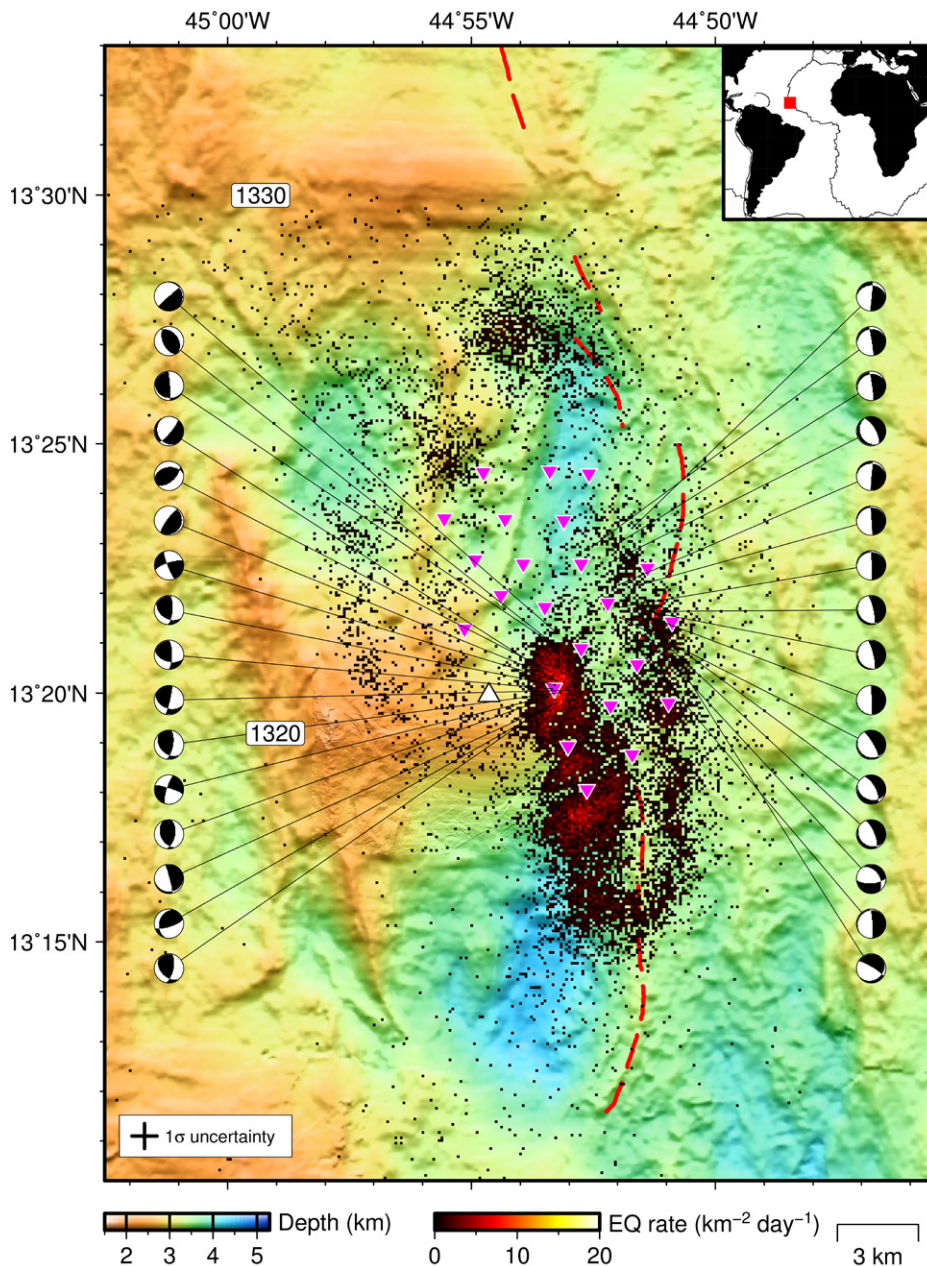 45˚00'W 44˚55'W 44˚50'W
13˚30'N
1330
13˚25'N
13˚20'N
1320
13˚15'N
1σ uncertainty
Depth (km)
2 3 4 5
EQ rate (km⁻² day⁻¹)
0 10 20
3 km